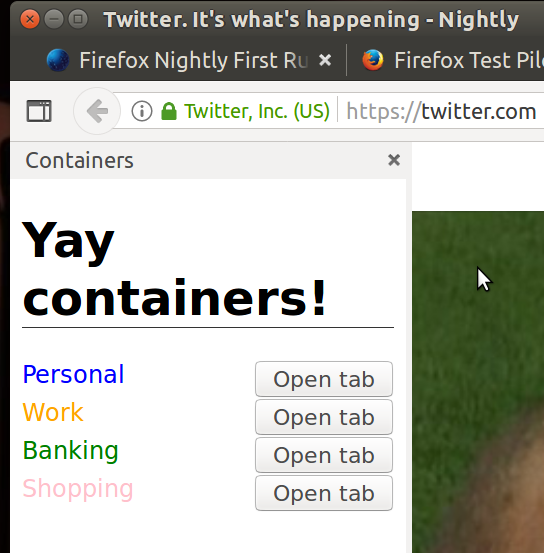 Twitter. It's what's happening - Nightly
Firefox Nightly First Ru
Firefox Test Pil
Twitter, Inc. (US)
https://twitter.com
Containers
Yay
containers!
Personal Open tab
Work Open tab
Banking Open tab
Shopping Open tab